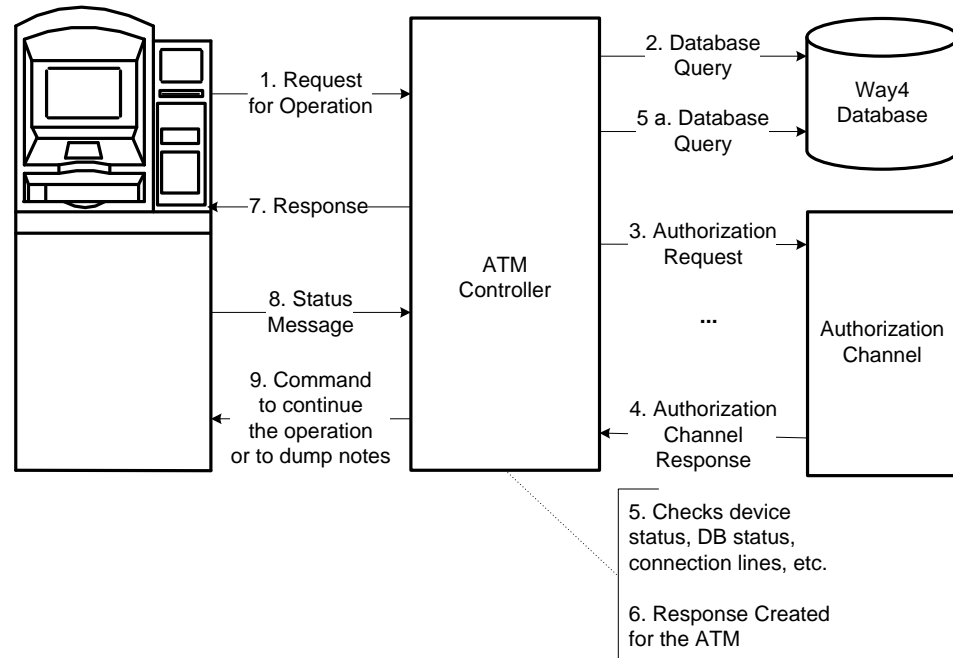 1. Request
for Operation
2. Database
Query
5 a. Database
Query
Way4
Database
7. Response
3. Authorization
Request
ATM
Controller
8. Status
Message
...
Authorization
Channel
9. Command
to continue
the operation
or to dump notes
4. Authorization
Channel
Response
5. Checks device
status, DB status,
connection lines, etc.
6. Response Created
for the ATM